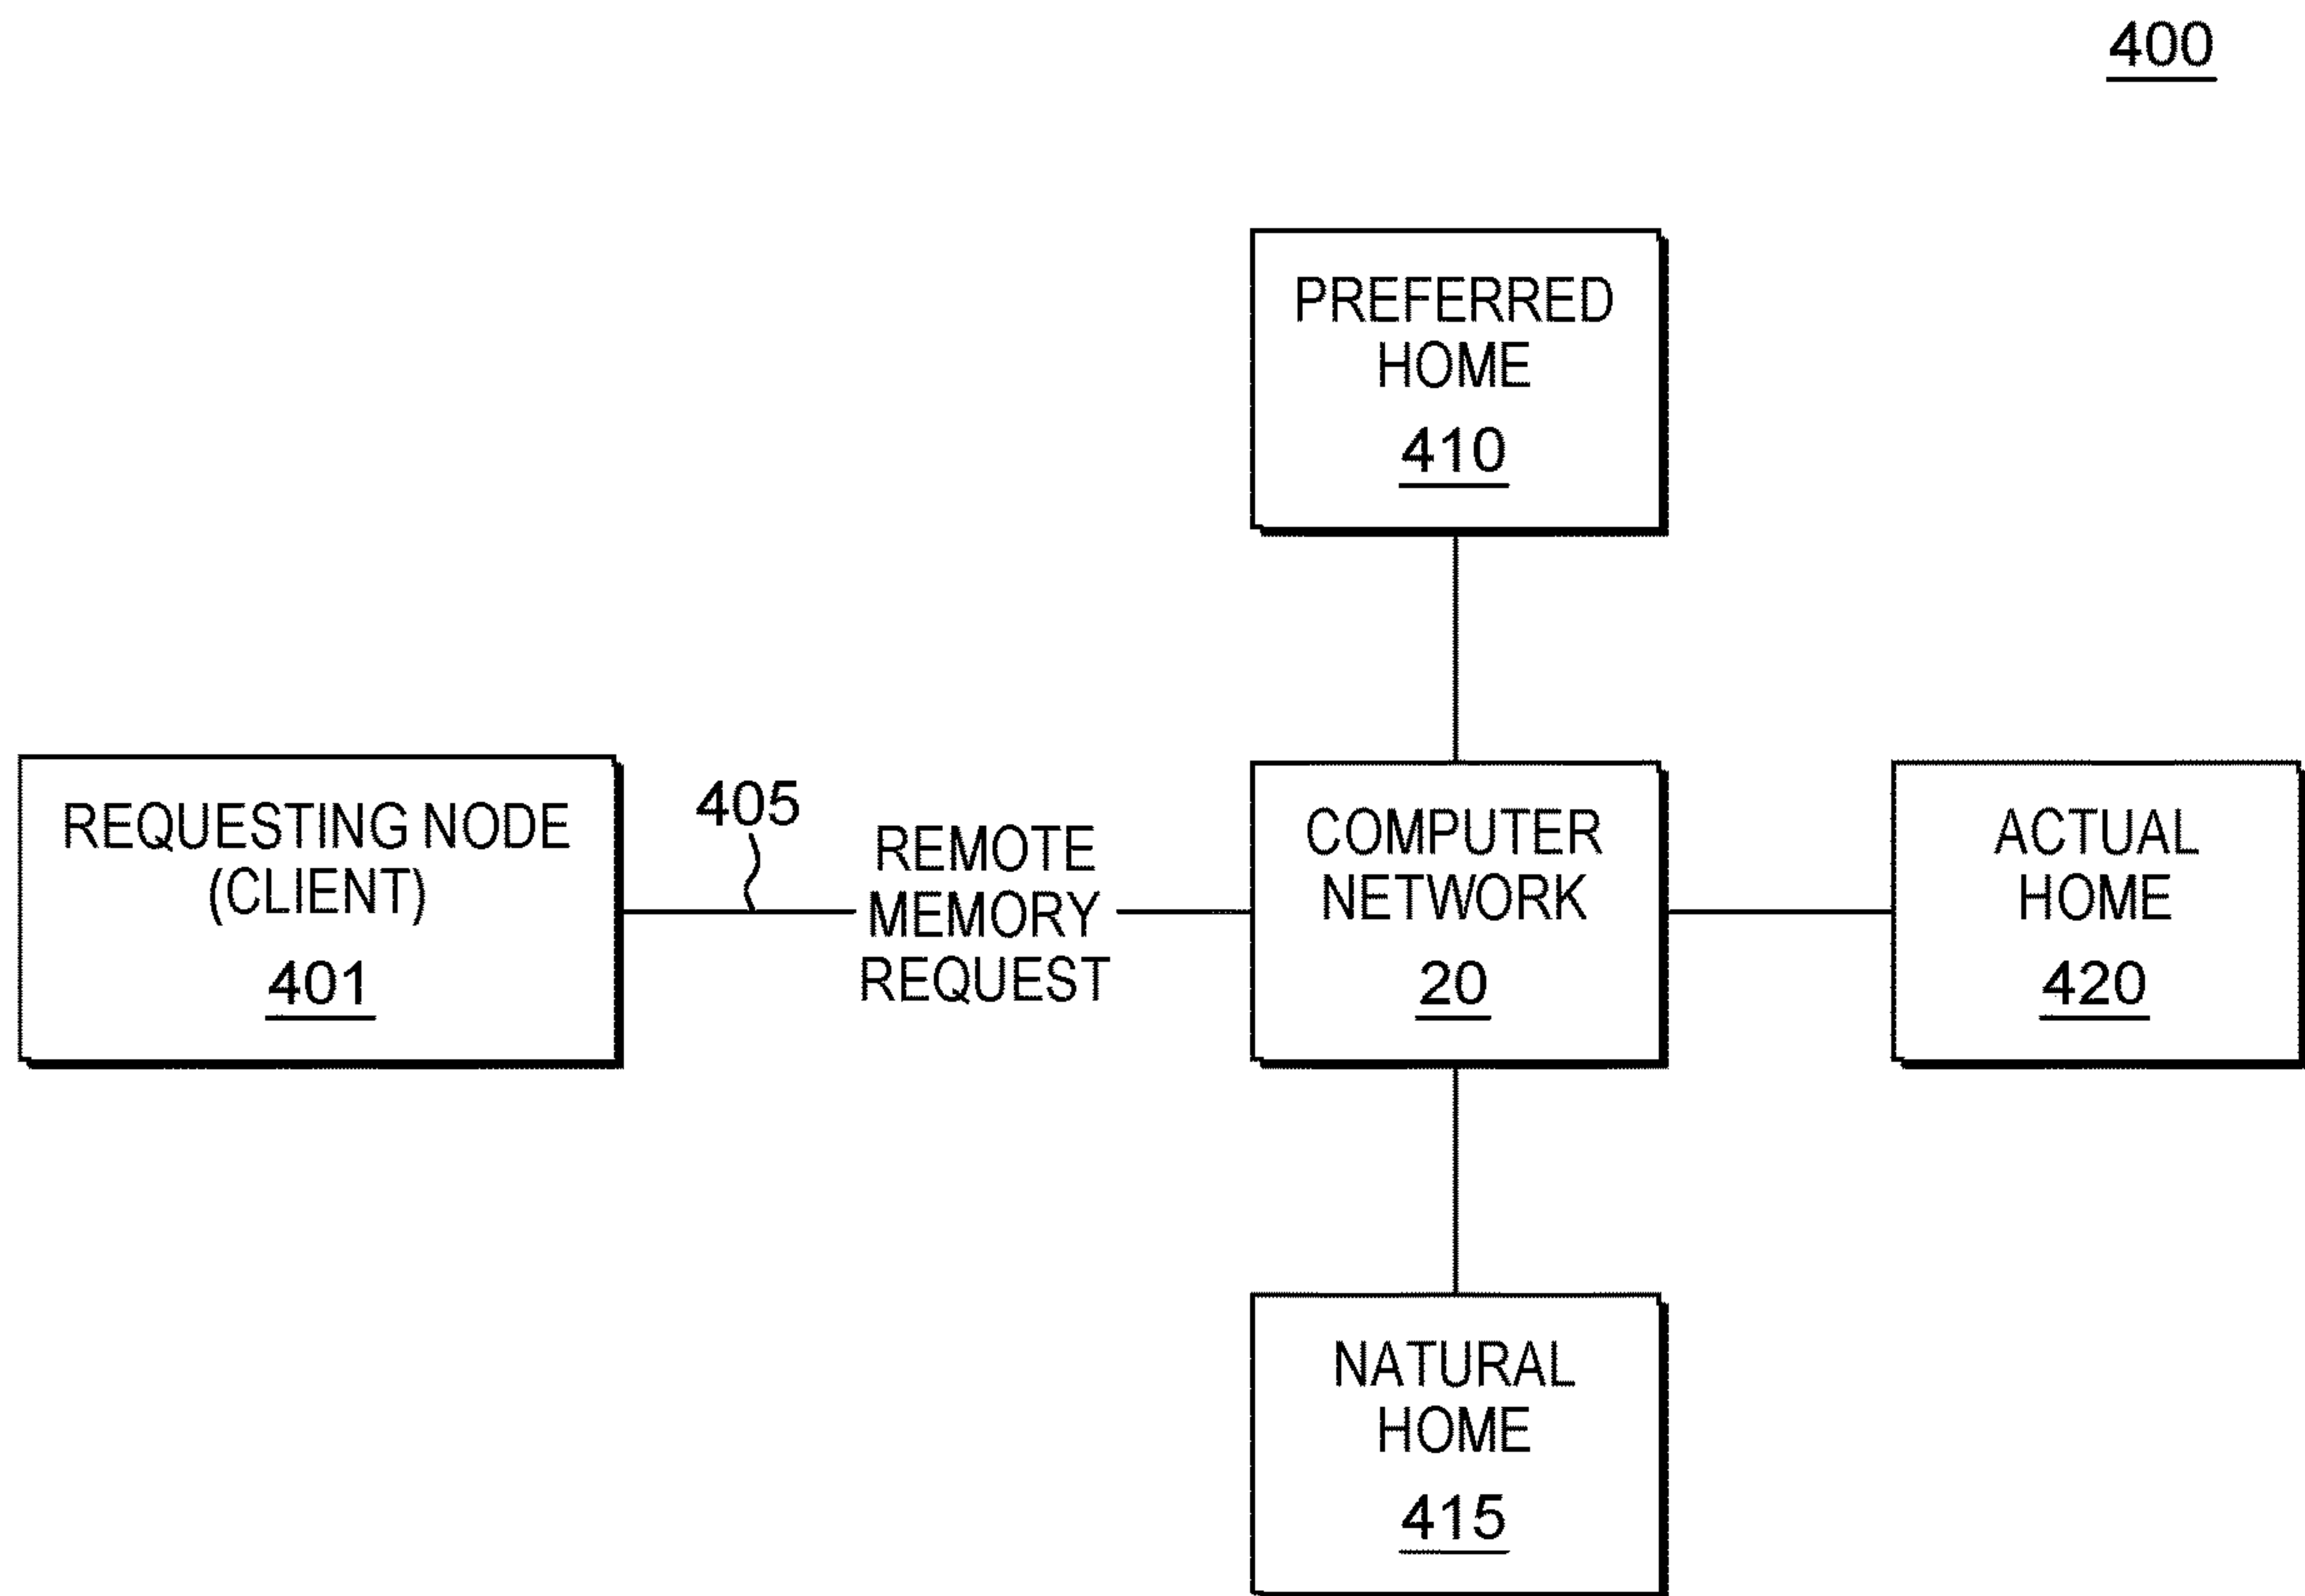 400
PREFERRED
HOME
410
REQUESTING NODE
(CLIENT)
401
405
REMOTE
MEMORY
REQUEST
COMPUTER
NETWORK
20
ACTUAL
HOME
420
NATURAL
HOME
415